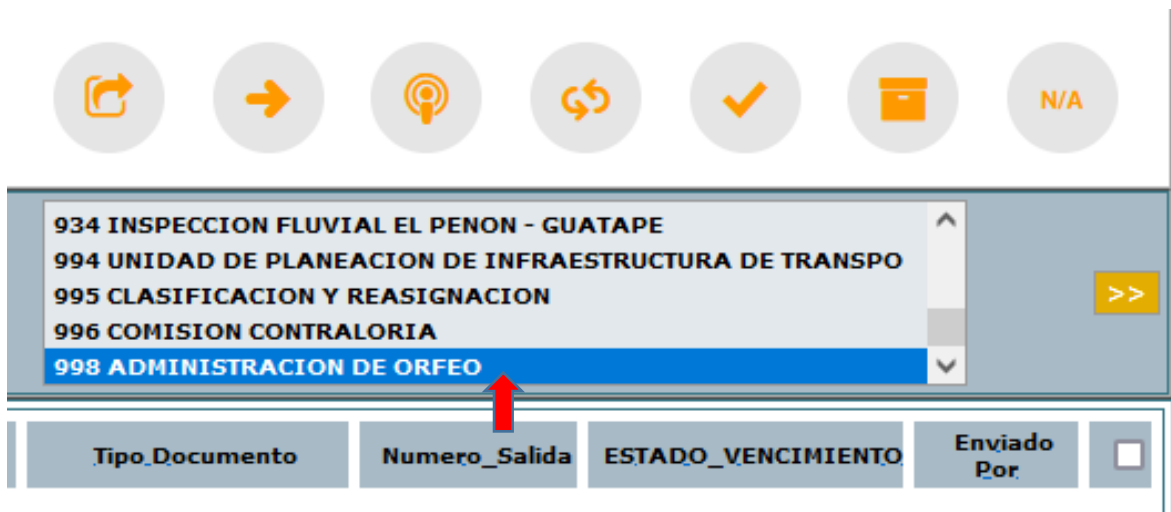 N/A
934 INSPECCION FLUVIAL EL PENON - GUATAPE
994 UNIDAD DE PLANEACION DE INFRAESTRUCTURA DE TRANSPO
995 CLASIFICACION Y REASIGNACION
996 COMISION CONTRALORIA
998 ADMINISTRACION DE ORFEO
>>
Tipo_Documento Numero_Salida ESTADO_VENCIMIENTO Enviado
Por